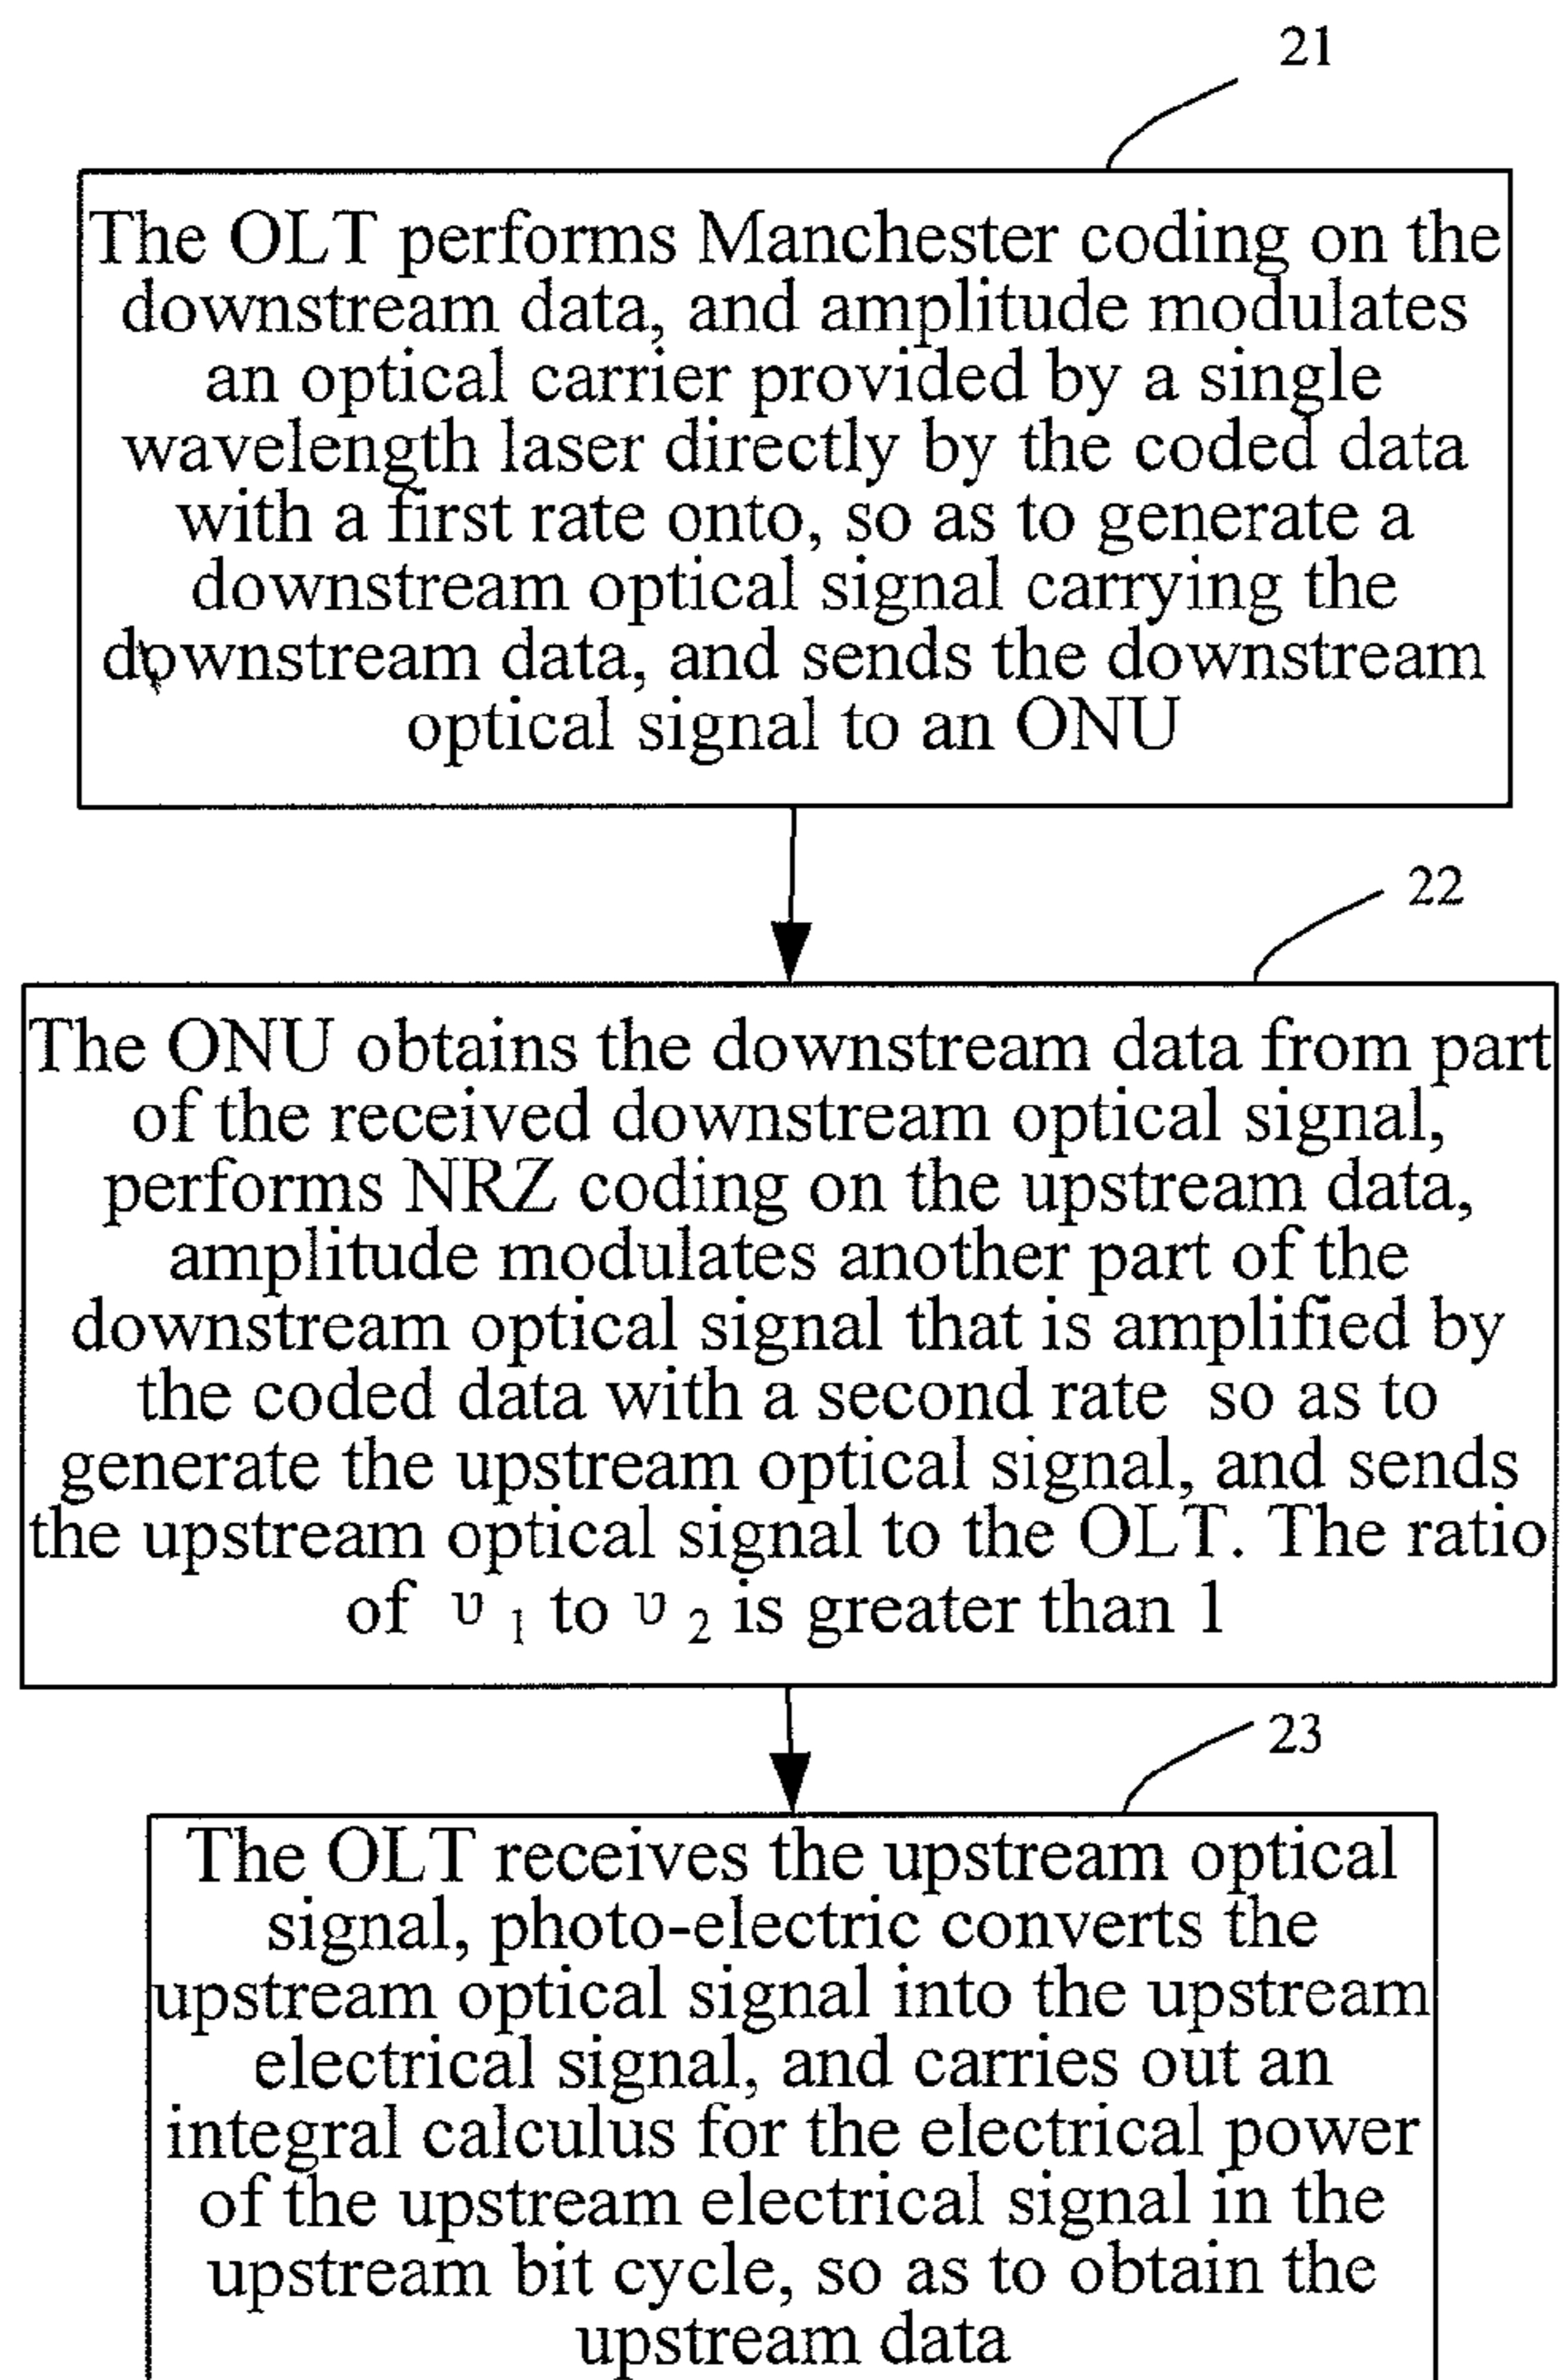 21
The OLT performs Manchester coding on the
downstream data, and amplitude modulates
an optical carrier provided by a single
wavelength laser directly by the coded data
with a first rate onto, so as to generate a
downstream optical signal carrying the
downstream data, and sends the downstream
optical signal to an ONU
22
The ONU obtains the downstream data from part
of the received downstream optical signal,
performs NRZ coding on the upstream data,
amplitude modulates another part of the
downstream optical signal that is amplified by
the coded data with a second rate so as to
generate the upstream optical signal, and sends
the upstream optical signal to the OLT. The ratio
of υ 1 to υ 2 is greater than 1
23
The OLT receives the upstream optical
signal, photo-electric converts the
upstream optical signal into the upstream
electrical signal, and carries out an
integral calculus for the electrical power
of the upstream electrical signal in the
upstream bit cycle, so as to obtain the
upstream data